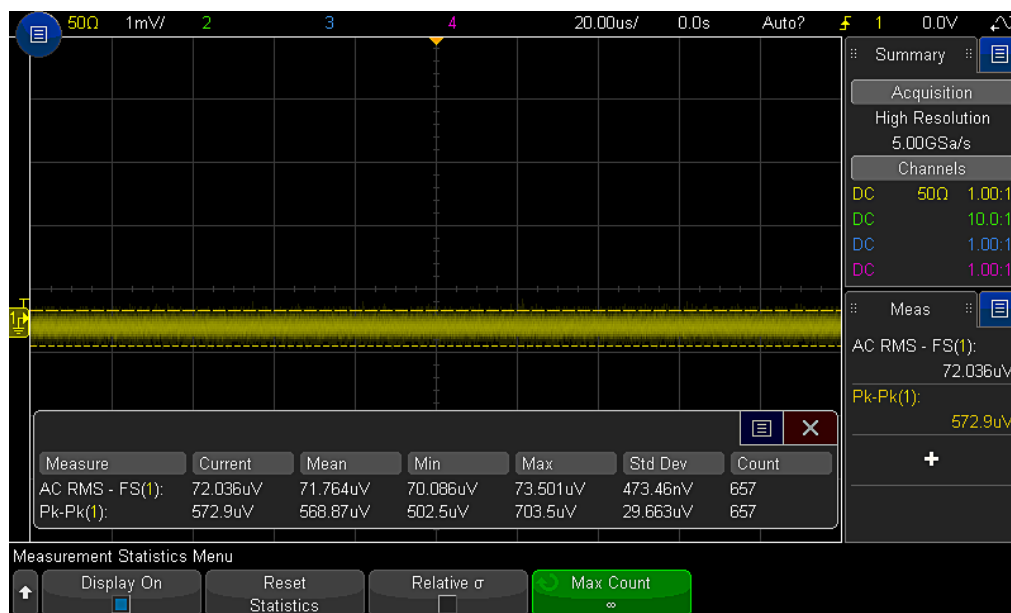 50Ω 1mV/ 2 3 4 20.00us/ 0.0s Auto? 1 0.0V
Summary
Acquisition
High Resolution
5.00GSa/s
Channels
DC 50Ω 1.00:1
DC 10.0:1
DC 1.00:1
DC 1.00:1
Meas
AC RMS - FS(1):
72.036uV
Pk-Pk(1):
572.9uV
Measure Current Mean Min Max Std Dev Count
AC RMS - FS(1): 72.036uV 71.764uV 70.086uV 73.501uV 473.46nV 657
Pk-Pk(1): 572.9uV 568.87uV 502.5uV 703.5uV 29.663uV 657
Measurement Statistics Menu
Display On
Reset
Statistics
Relative σ
Max Count
∞